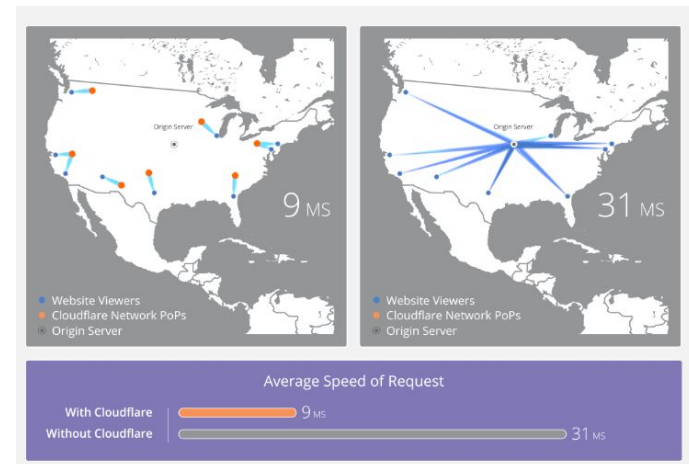 Origin Server
9 MS
Website Viewers
Cloudflare Network PoPs
Origin Server
Origin Server
31 MS
Website Viewers
Cloudflare Network PoPs
Origin Server
Average Speed of Request
With Cloudflare 9 MS
Without Cloudflare 31 MS